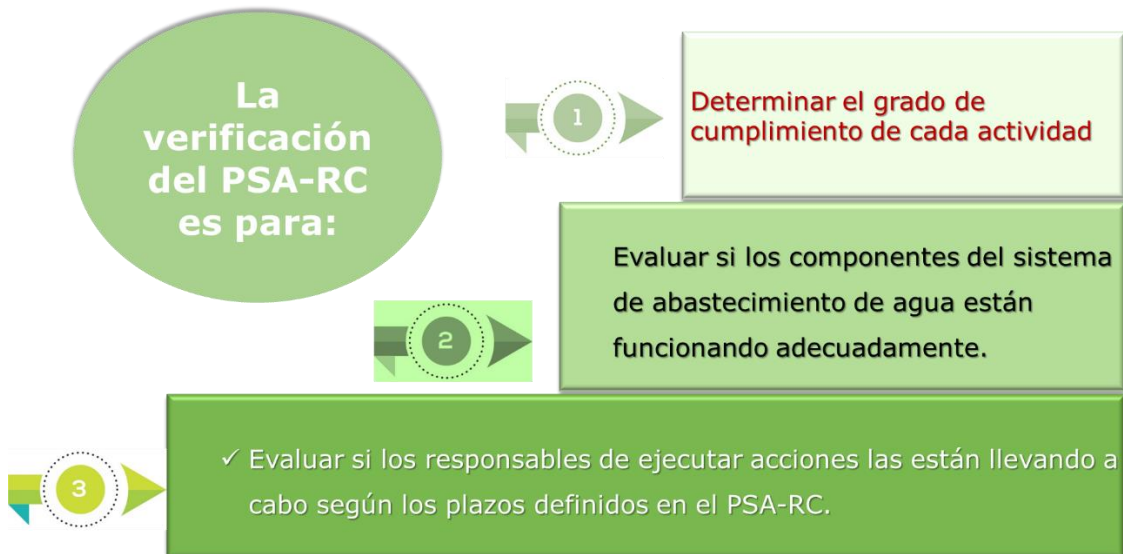 La
verificación
del PSA-RC
es para:
1
Determinar el grado de
cumplimiento de cada actividad
2
Evaluar si los componentes del sistema
de abastecimiento de agua están
funcionando adecuadamente.
3
✓ Evaluar si los responsables de ejecutar acciones las están llevando a
cabo según los plazos definidos en el PSA-RC.